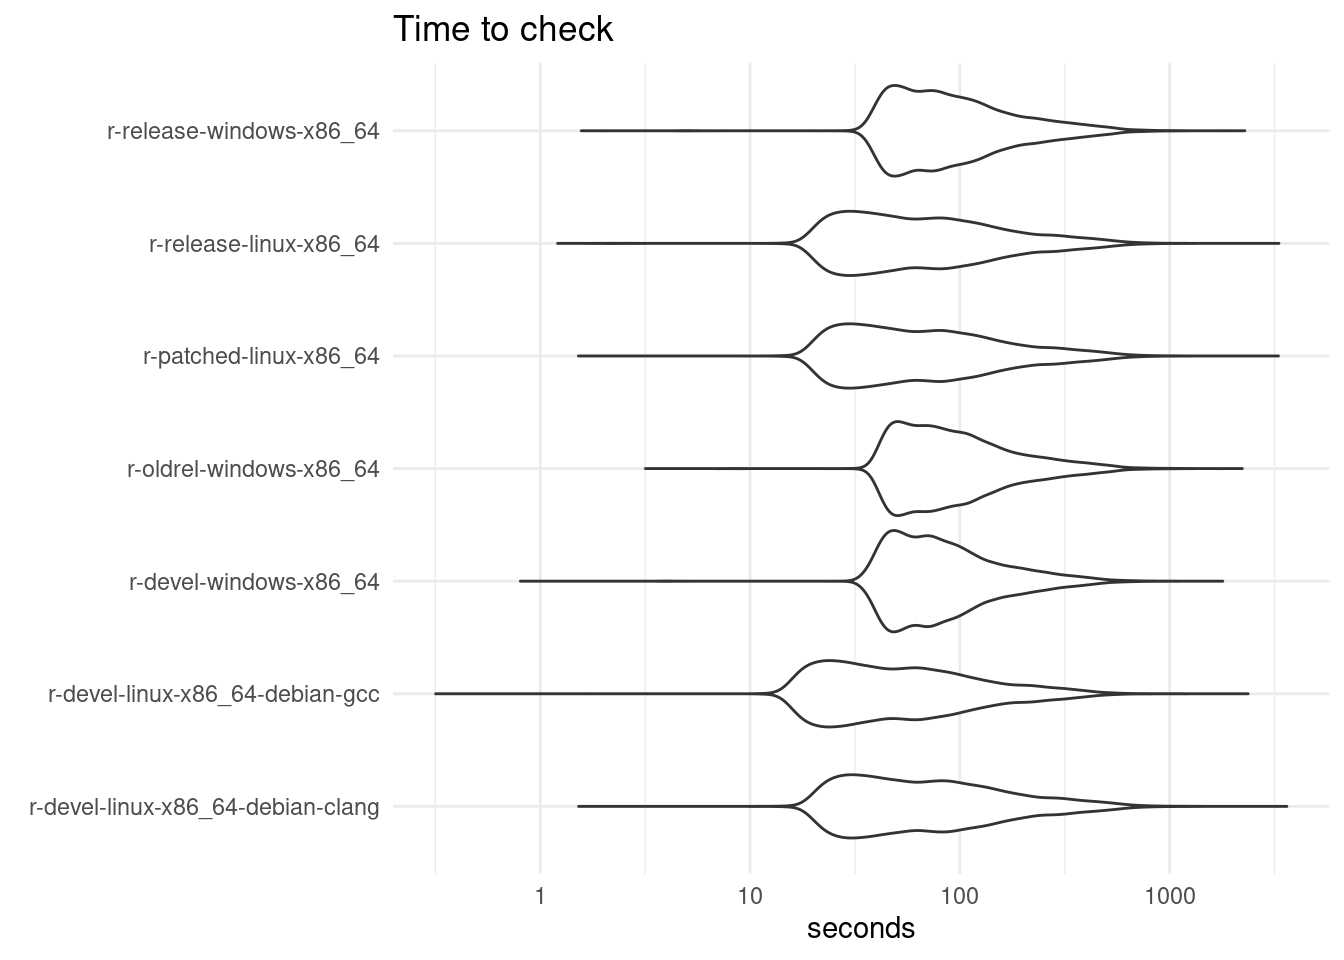 Time to check
r-release-windows-x86_64
r-release-linux-x86_64
r-patched-linux-x86_64
r-oldrel-windows-x86_64
r-devel-windows-x86_64
r-devel-linux-x86_64-debian-gcc
r-devel-linux-x86_64-debian-clang
1 10 100 1000
seconds